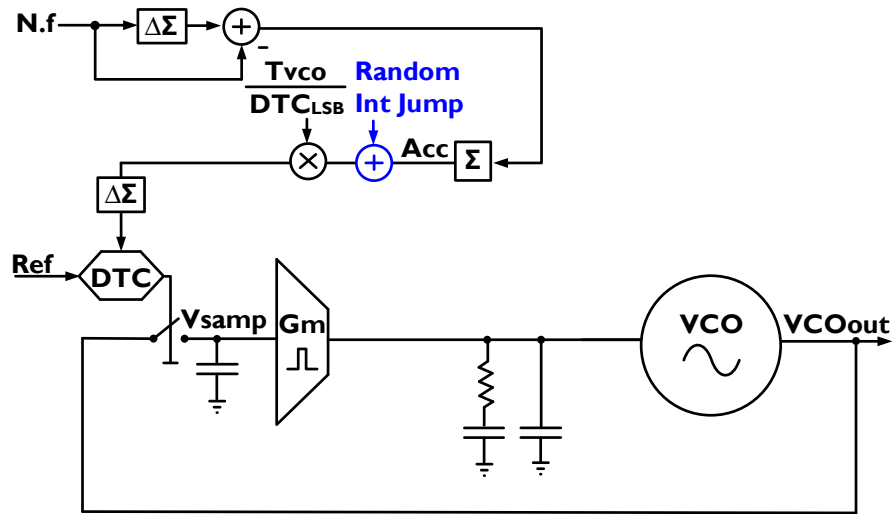 N.f
ΔΣ
+
-
Tvco
DTCLSB
Random
Int Jump
×
+
Acc
Σ
ΔΣ
Ref
DTC
Vsamp
Gm
VCO
VCOout